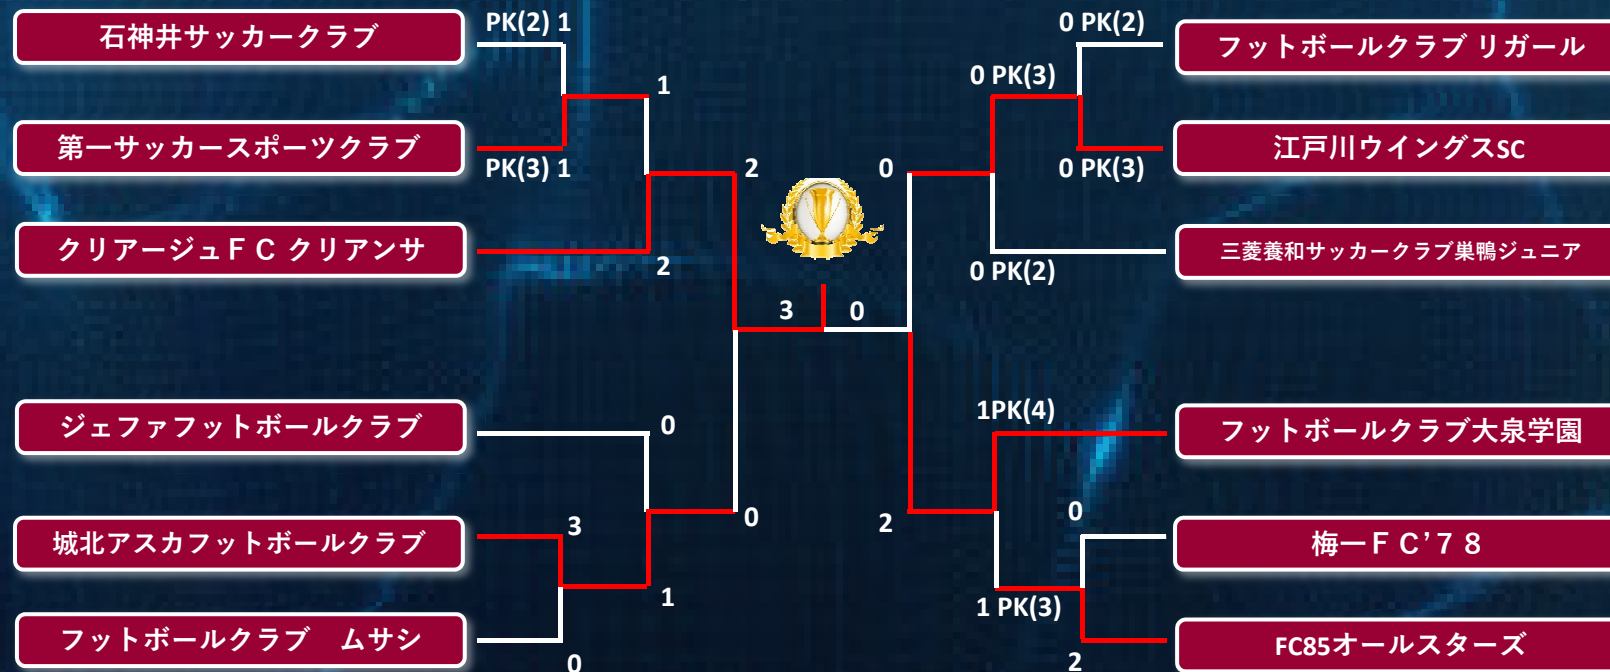 石神井サッカークラブ
PK(2) 1
第一サッカースポーツクラブ
PK(3) 1
1
クリアージュＦＣ クリアンサ
2
2
ジェファフットボールクラブ
0
城北アスカフットボールクラブ
3
フットボールクラブ　ムサシ
0
1
0
3
0
0 PK(2)
フットボールクラブ リガール
0 PK(3)
江戸川ウイングスSC
0 PK(3)
0
三菱養和サッカークラブ巣鴨ジュニア
0 PK(2)
1PK(4)
フットボールクラブ大泉学園
2
0
梅一ＦＣ’７８
1 PK(3)
FC85オールスターズ
2